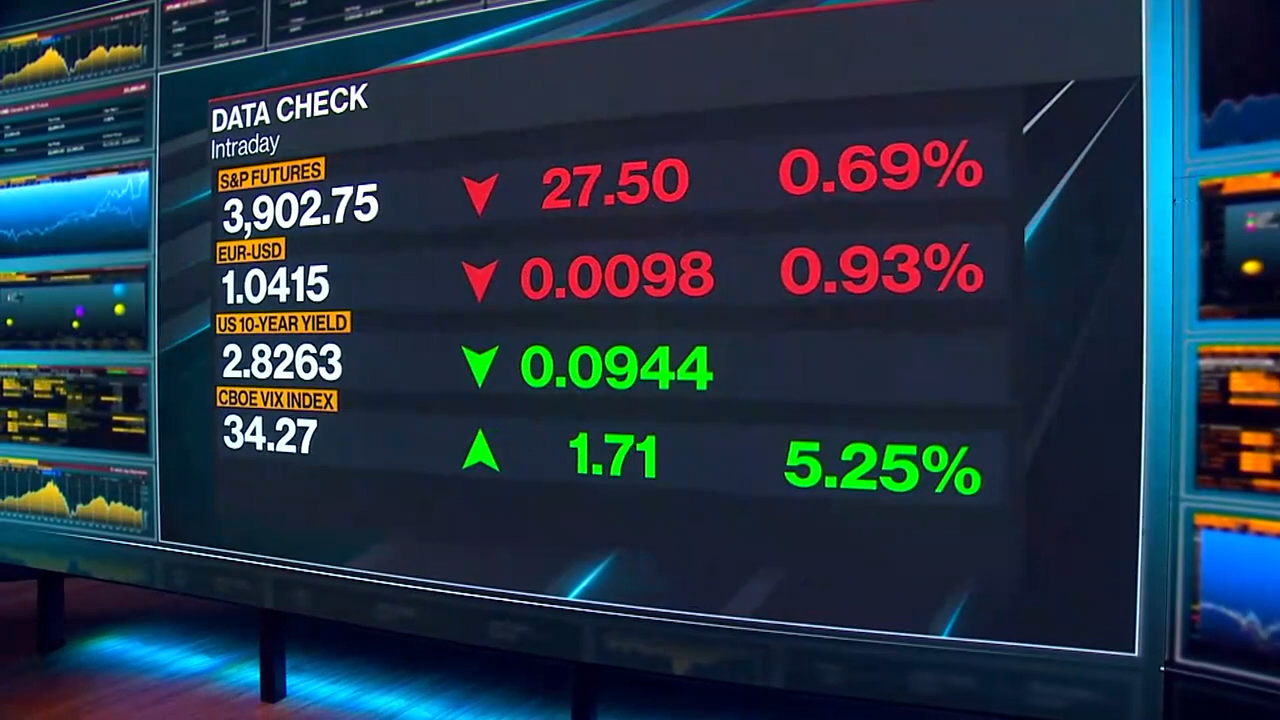 DATA CHECK
Intraday
S&P FUTURES
3,902.75 27.50 0.69%
EUR-USD
1.0415 0.0098 0.93%
US 10-YEAR YIELD
2.8263 0.0944
CBOE VIX INDEX
34.27 1.71 5.25%